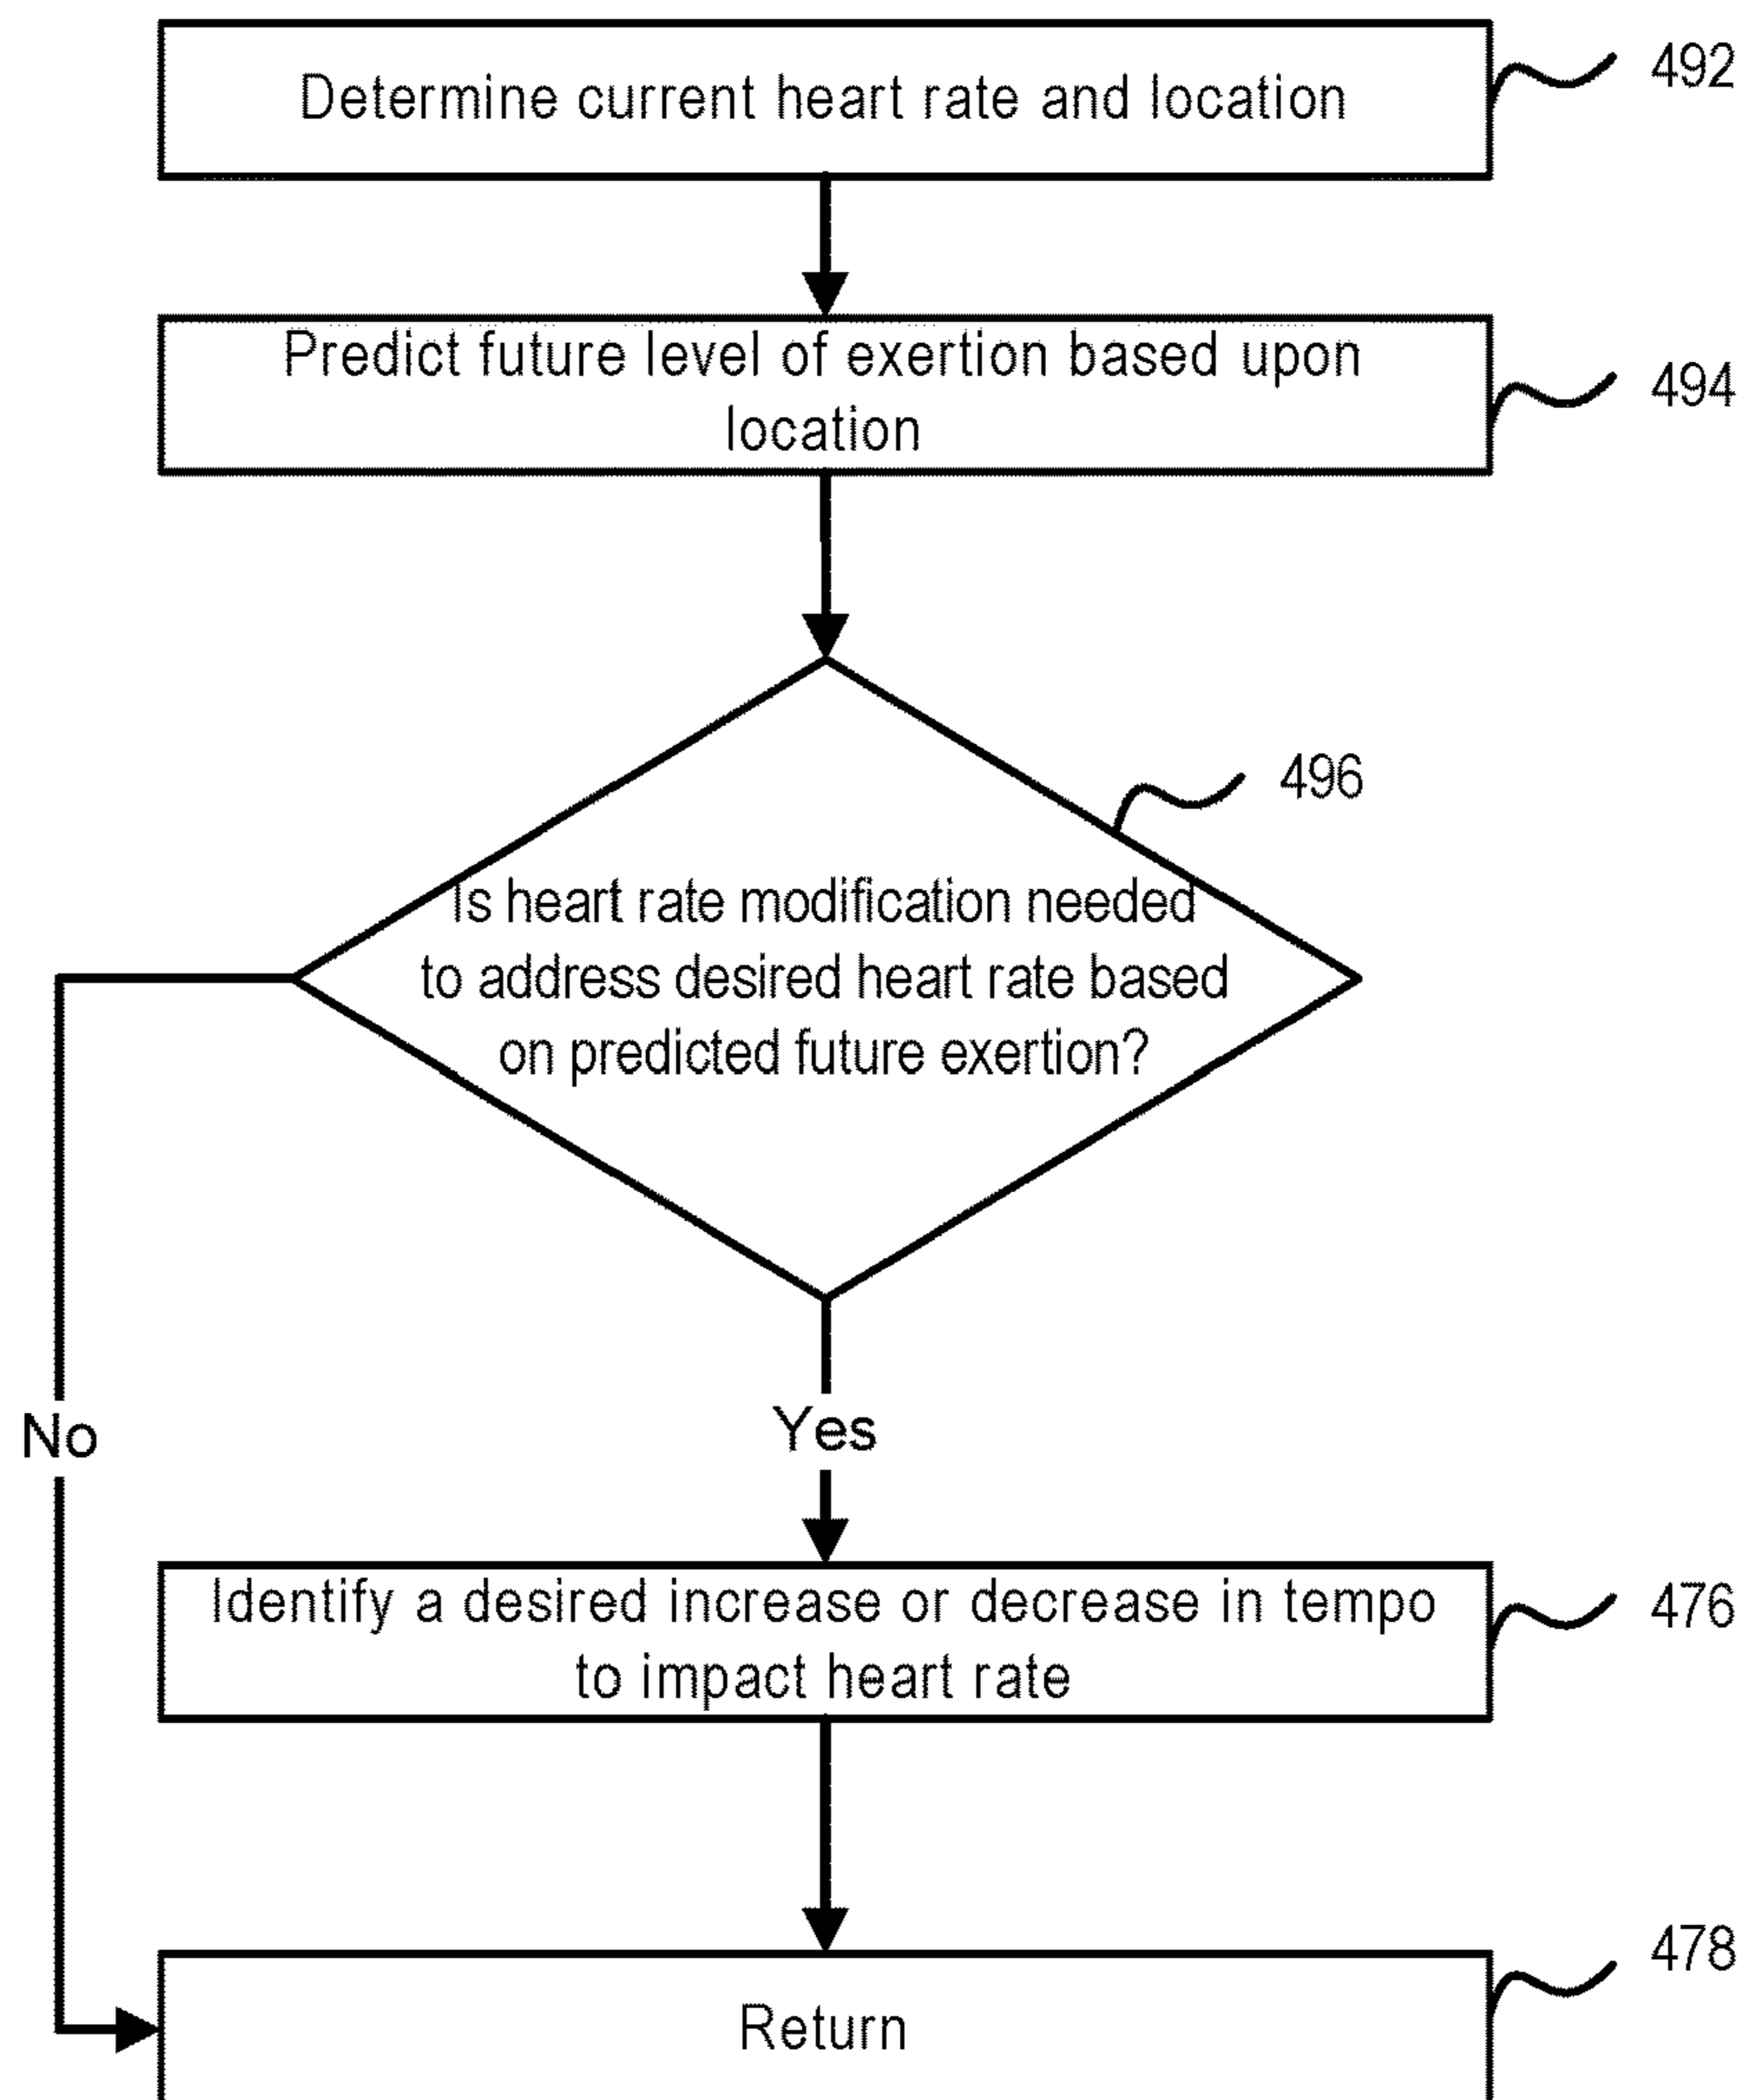 Determine current heart rate and location
492
Predict future level of exertion based upon
location
494
496
Is heart rate modification needed
to address desired heart rate based
on predicted future exertion?
No
Yes
Identify a desired increase or decrease in tempo
to impact heart rate
476
478
Return